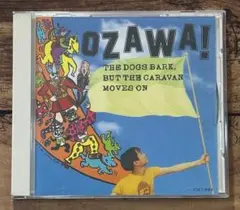 OZAWA!
THE DOGS BARK,
BUT THE CARAVAN
MOVES ON